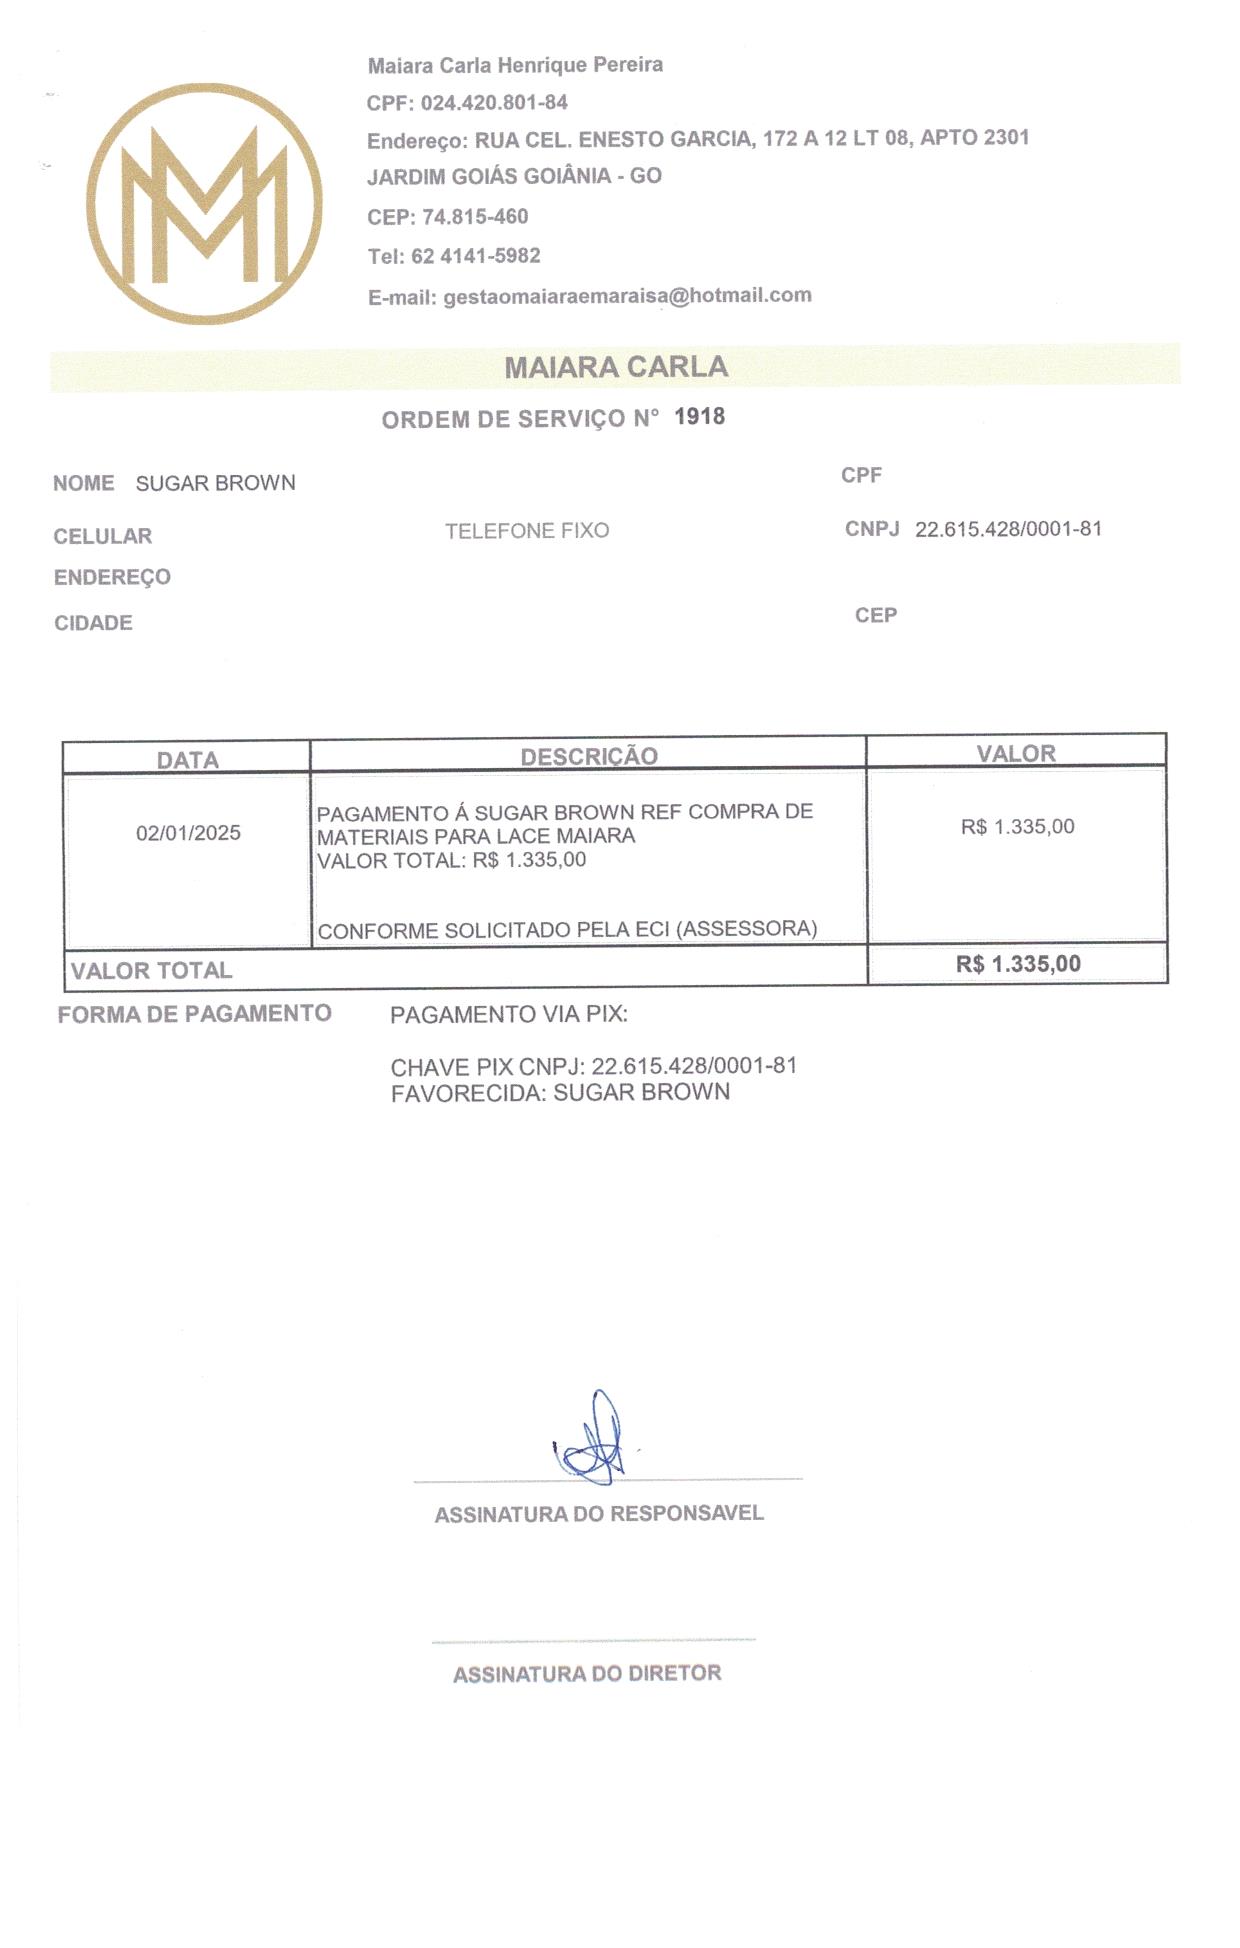 Maiara Carla Henrique Pereira
CPF: 024.420.801-84
Endereço: RUA CEL. ENESTO GARCIA, 172 A 12 LT 08, APTO 2301
JARDIM GOIÁS GOIÂNIA - GO
CEP: 74.815-460
Tel: 62 4141-5982
E-mail: gestaomaiaraemaraisa@hotmail.com
MAIARA CARLA
ORDEM DE SERVIÇO N° 1918
NOME SUGAR BROWN CPF
CELULAR TELEFONE FIXO CNPJ 22.615.428/0001-81
ENDEREÇO
CIDADE CEP
DATA DESCRIÇÃO VALOR
PAGAMENTO Á SUGAR BROWN REF COMPRA DE
02/01/2025 MATERIAIS PARA LACE MAIARA R$ 1.335,00
VALOR TOTAL: R$ 1.335,00
CONFORME SOLICITADO PELA ECI (ASSESSORA)
VALOR TOTAL R$ 1.335,00
FORMA DE PAGAMENTO PAGAMENTO VIA PIX:
CHAVE PIX CNPJ: 22.615.428/0001-81
FAVORECIDA: SUGAR BROWN
ASSINATURA DO RESPONSAVEL
ASSINATURA DO DIRETOR